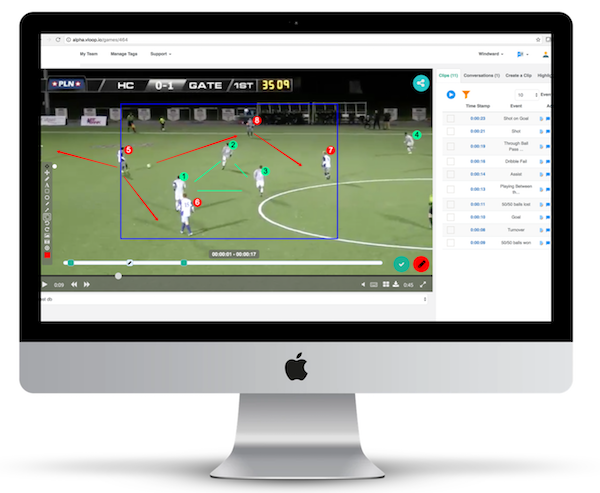 alpha.vloop.io/games/464
My Team
Manage Tags
Support
Windward
PLN
HC
0-1
GATE
1ST
35 09
8
5
2
7
4
1
3
6
00:00:01 - 00:00:17
0:09
0:45
Clips (11)
Conversations (1)
Create a Clip
Highlig
10
Even
Time Stamp
Event
0:00:23
Shot on Goal
0:00:21
Shot
0:00:19
Through Ball
Pass ...
0:00:16
Dribble Fail
0:00:14
Assist
0:00:13
Playing Between
th...
0:00:11
50/50 balls lost
0:00:10
Goal
0:00:08
Turnover
50/50 balls won